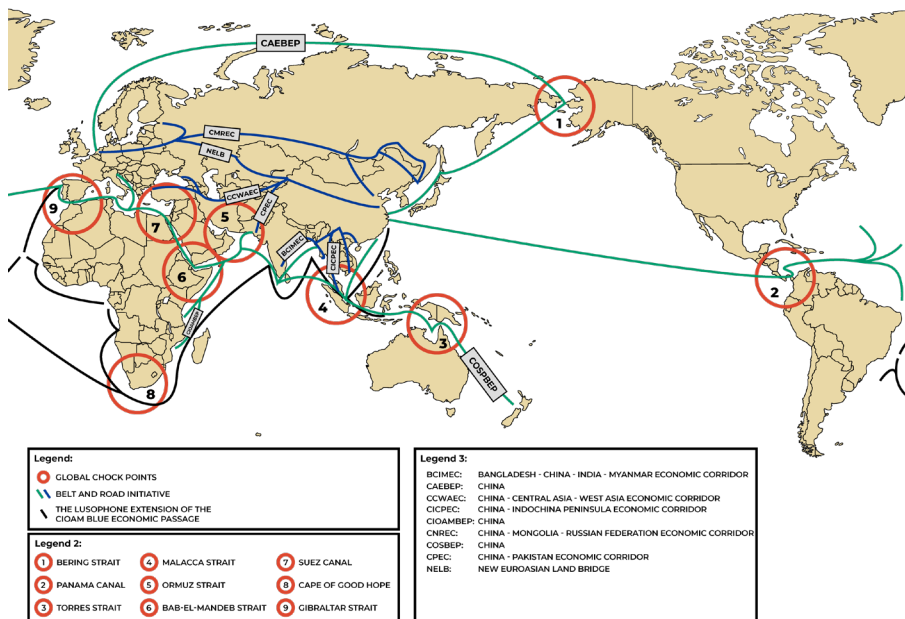 CAEBEP
CMREC
NELB
CCWAEC
CPEC
BCIMEC
CICPEC
COSPBEP
1
2
3
4
5
6
7
8
9
Legend:
GLOBAL CHOCK POINTS
BELT AND ROAD INITIATIVE
THE LUSOPHONE EXTENSION OF THE
CIOAM BLUE ECONOMIC PASSAGE
Legend 2:
1 BERING STRAIT
2 PANAMA CANAL
3 TORRES STRAIT
4 MALACCA STRAIT
5 ORMUZ STRAIT
6 BAB-EL-MANDEB STRAIT
7 SUEZ CANAL
8 CAPE OF GOOD HOPE
9 GIBRALTAR STRAIT
Legend 3:
BCIMEC: BANGLADESH - CHINA - INDIA - MYANMAR ECONOMIC CORRIDOR
CAEBEP: CHINA
CCWAEC: CHINA - CENTRAL ASIA - WEST ASIA ECONOMIC CORRIDOR
CICPEC: CHINA - INDOCHINA PENINSULA ECONOMIC CORRIDOR
CIOAMBEP: CHINA
CNREC: CHINA - MONGOLIA - RUSSIAN FEDERATION ECONOMIC CORRIDOR
COSBEP: CHINA
CPEC: CHINA - PAKISTAN ECONOMIC CORRIDOR
NELB: NEW EUROASIAN LAND BRIDGE